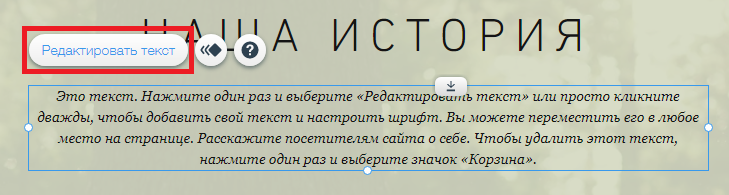 НАША ИСТОРИЯ
Редактировать текст
?
Это текст. Нажмите один раз и выберите «Редактировать текст» или просто кликните
дважды, чтобы добавить свой текст и настроить шрифт. Вы можете переместить его в любое
место на странице. Расскажите посетителям сайта о себе. Чтобы удалить этот текст,
нажмите один раз и выберите значок «Корзина».